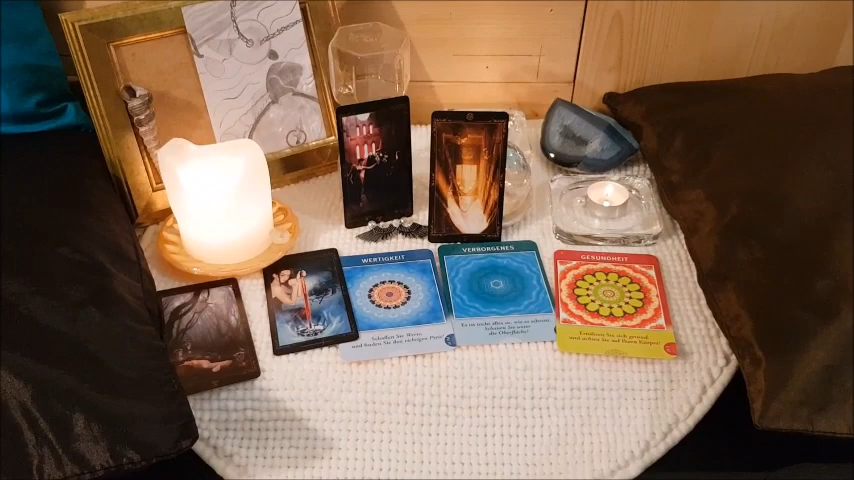 WERTIGKEIT
Schaffen Sie Werte
und finden Sie den richtigen Platz
VERBORGENES
Es ist nicht alles so, wie es scheint.
Schauen Sie unter
die Oberfläche!
GESUNDHEIT
Ernähren Sie sich gesund
und achten Sie auf Ihren Körper!